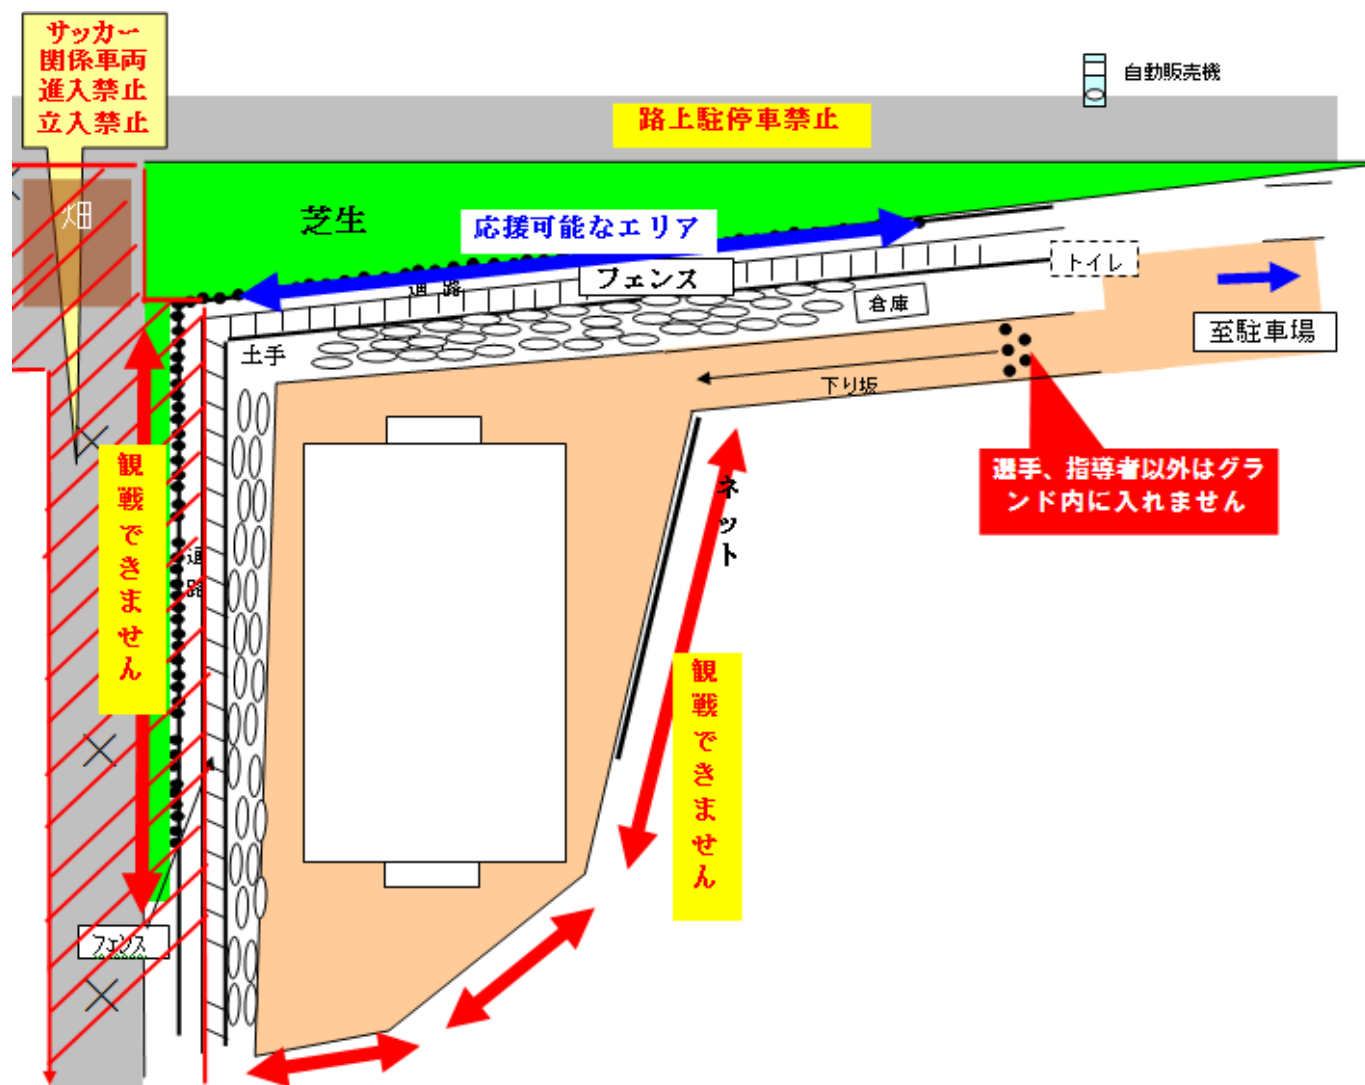 サッカー
関係車両
進入禁止
立入禁止
自動販売機
路上駐停車禁止
畑
芝生
応援可能なエリア
通 路
フェンス
トイレ
倉庫
至駐車場
土手
下り坂
選手、指導者以外はグラ
ンド内に入れません
観戦できません
ネット
通路
観戦できません
フェンス